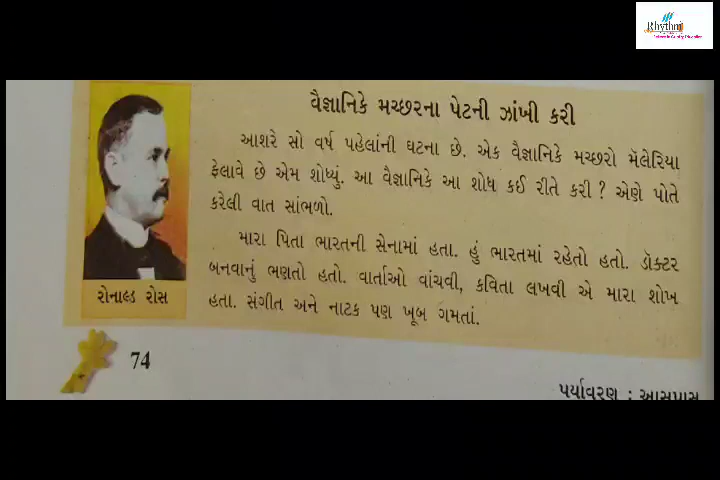 Rhythm
વૈજ્ઞાનિકે મચ્છરના પેટની ઝાંખી કરી
આશરે સો વર્ષ પહેલાંની ઘટના છે. એક વૈજ્ઞાનિકે મચ્છરો મૅલેરિયા
ફેલાવે છે એમ શોધ્યું. આ વૈજ્ઞાનિકે આ શોધ કઈ રીતે કરી ? એણે પોતે
કરેલી વાત સાંભળો.
મારા પિતા ભારતની સેનામાં હતા. હું ભારતમાં રહેતો હતો. ડૉક્ટર
બનવાનું ભણતો હતો. વાર્તાઓ વાંચવી, કવિતા લખવી એ મારા શોખ
હતા. સંગીત અને નાટક પણ ખૂબ ગમતાં.
રોનાલ્ડ રોસ
74
પર્યાવરણ : આસપાસ